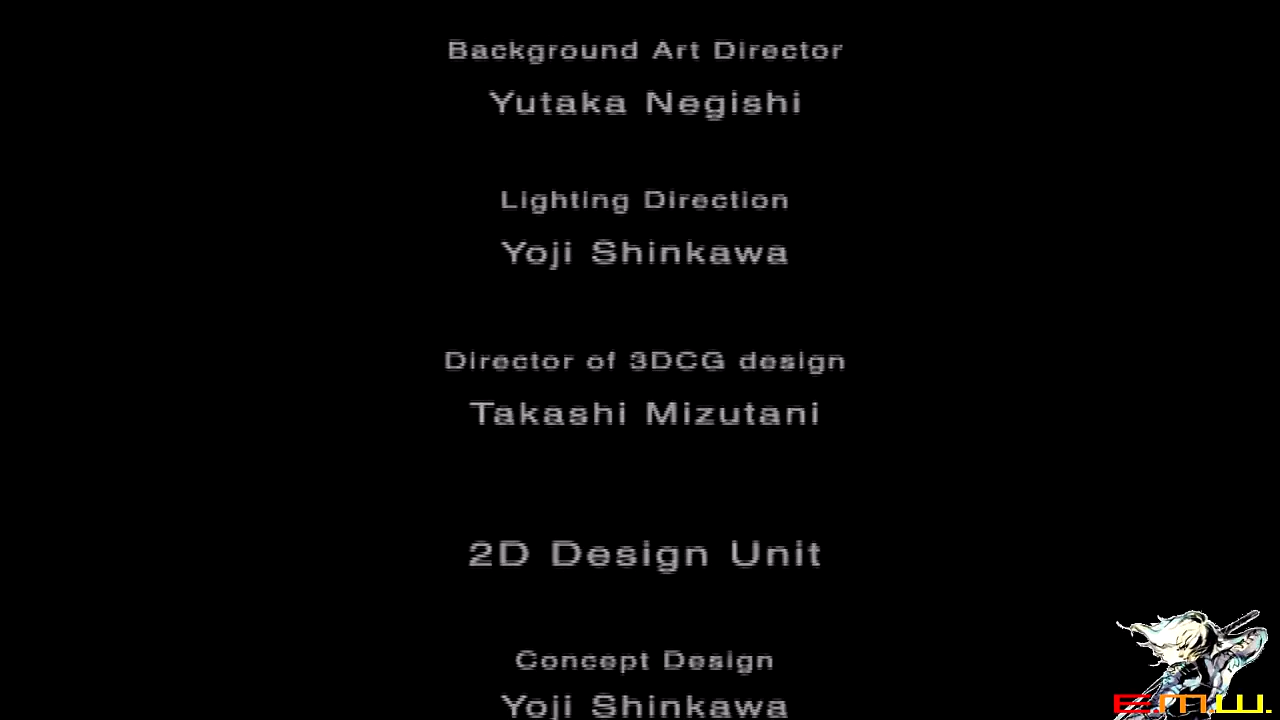 Background Art Director
Yutaka Negishi
Lighting Direction
Yoji Shinkawa
Director of 3DCG design
Takashi Mizutani
2D Design Unit
Concept Design
Yoji Shinkawa
E.M.W.